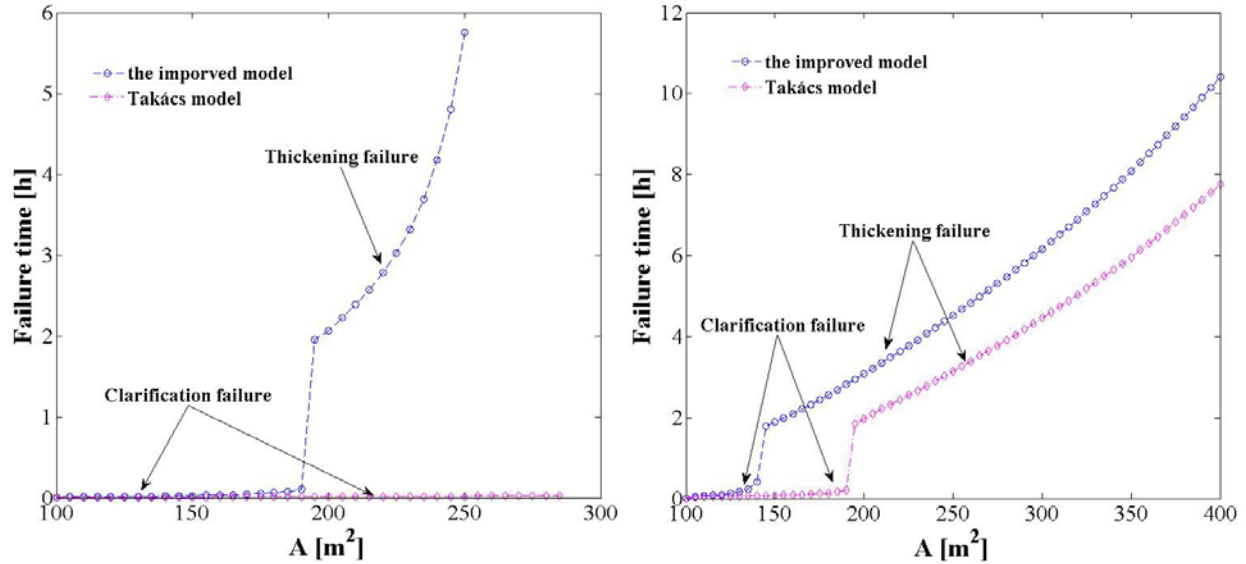 6
5
4
3
2
1
0
Failure time [h]
the imporved model
Takács model
Thickening failure
Clarification failure
100
150
200
250
300
A [m²]
12
10
8
6
4
2
0
Failure time [h]
the improved model
Takács model
Thickening failure
Clarification failure
100
150
200
250
300
350
400
A [m²]